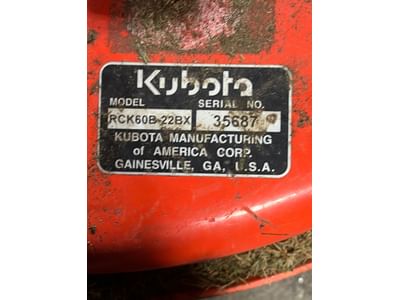 Kubota
MODEL SERIAL NO.
RCK60B-22BX 35687
KUBOTA MANUFACTURING
of AMERICA CORP.
GAINESVILLE, GA, U.S.A.